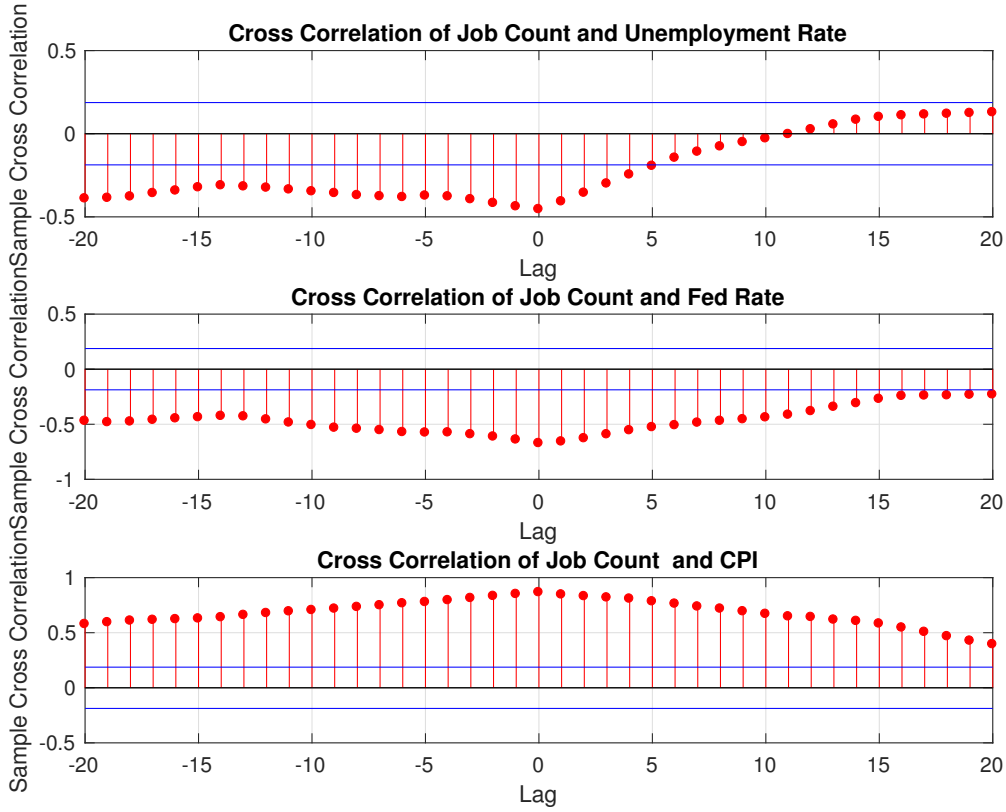 Cross Correlation of Job Count and Unemployment Rate
Sample Cross Correlation
0.5
0
-0.5
-20 -15 -10 -5 0 5 10 15 20
Lag
Cross Correlation of Job Count and Fed Rate
Sample Cross Correlation
0.5
0
-0.5
-1
-20 -15 -10 -5 0 5 10 15 20
Lag
Cross Correlation of Job Count  and CPI
Sample Cross Correlation
1
0.5
0
-0.5
-20 -15 -10 -5 0 5 10 15 20
Lag